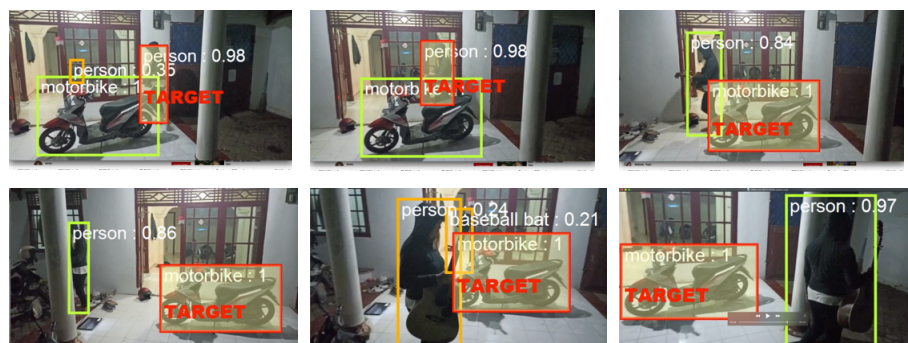 person : 0.98
person : 0.35
motorbike : 1
TARGET
person : 0.98
motorbike : 1
TARGET
person : 0.84
motorbike : 1
TARGET
person : 0.86
motorbike : 1
TARGET
person : 0.24
baseball bat : 0.21
motorbike : 1
TARGET
person : 0.97
motorbike : 1
TARGET